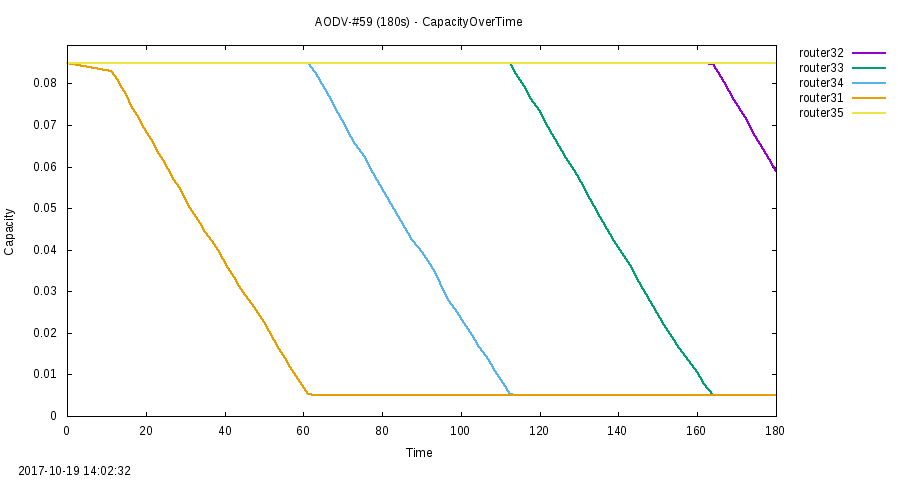 AODV-#59 (180s) - CapacityOverTime
router32
router33
router34
router31
router35
0.08
0.07
0.06
0.05
0.04
0.03
0.02
0.01
0
Capacity
0 20 40 60 80 100 120 140 160 180
Time
2017-10-19 14:02:32